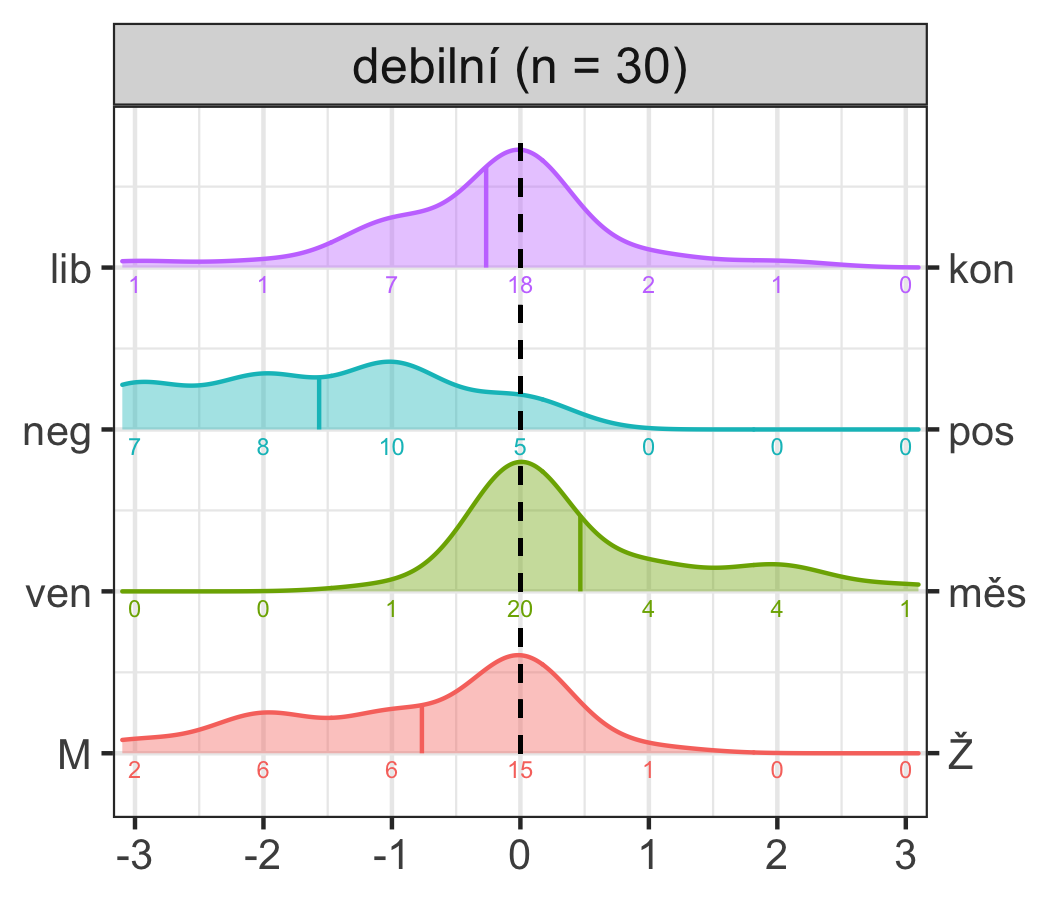 debilní (n = 30)
lib kon
1 1 7 18 2 1 0
neg pos
7 8 10 5 0 0 0
ven měs
0 0 1 20 4 4 1
M Ž
2 6 6 15 1 0 0
-3 -2 -1 0 1 2 3